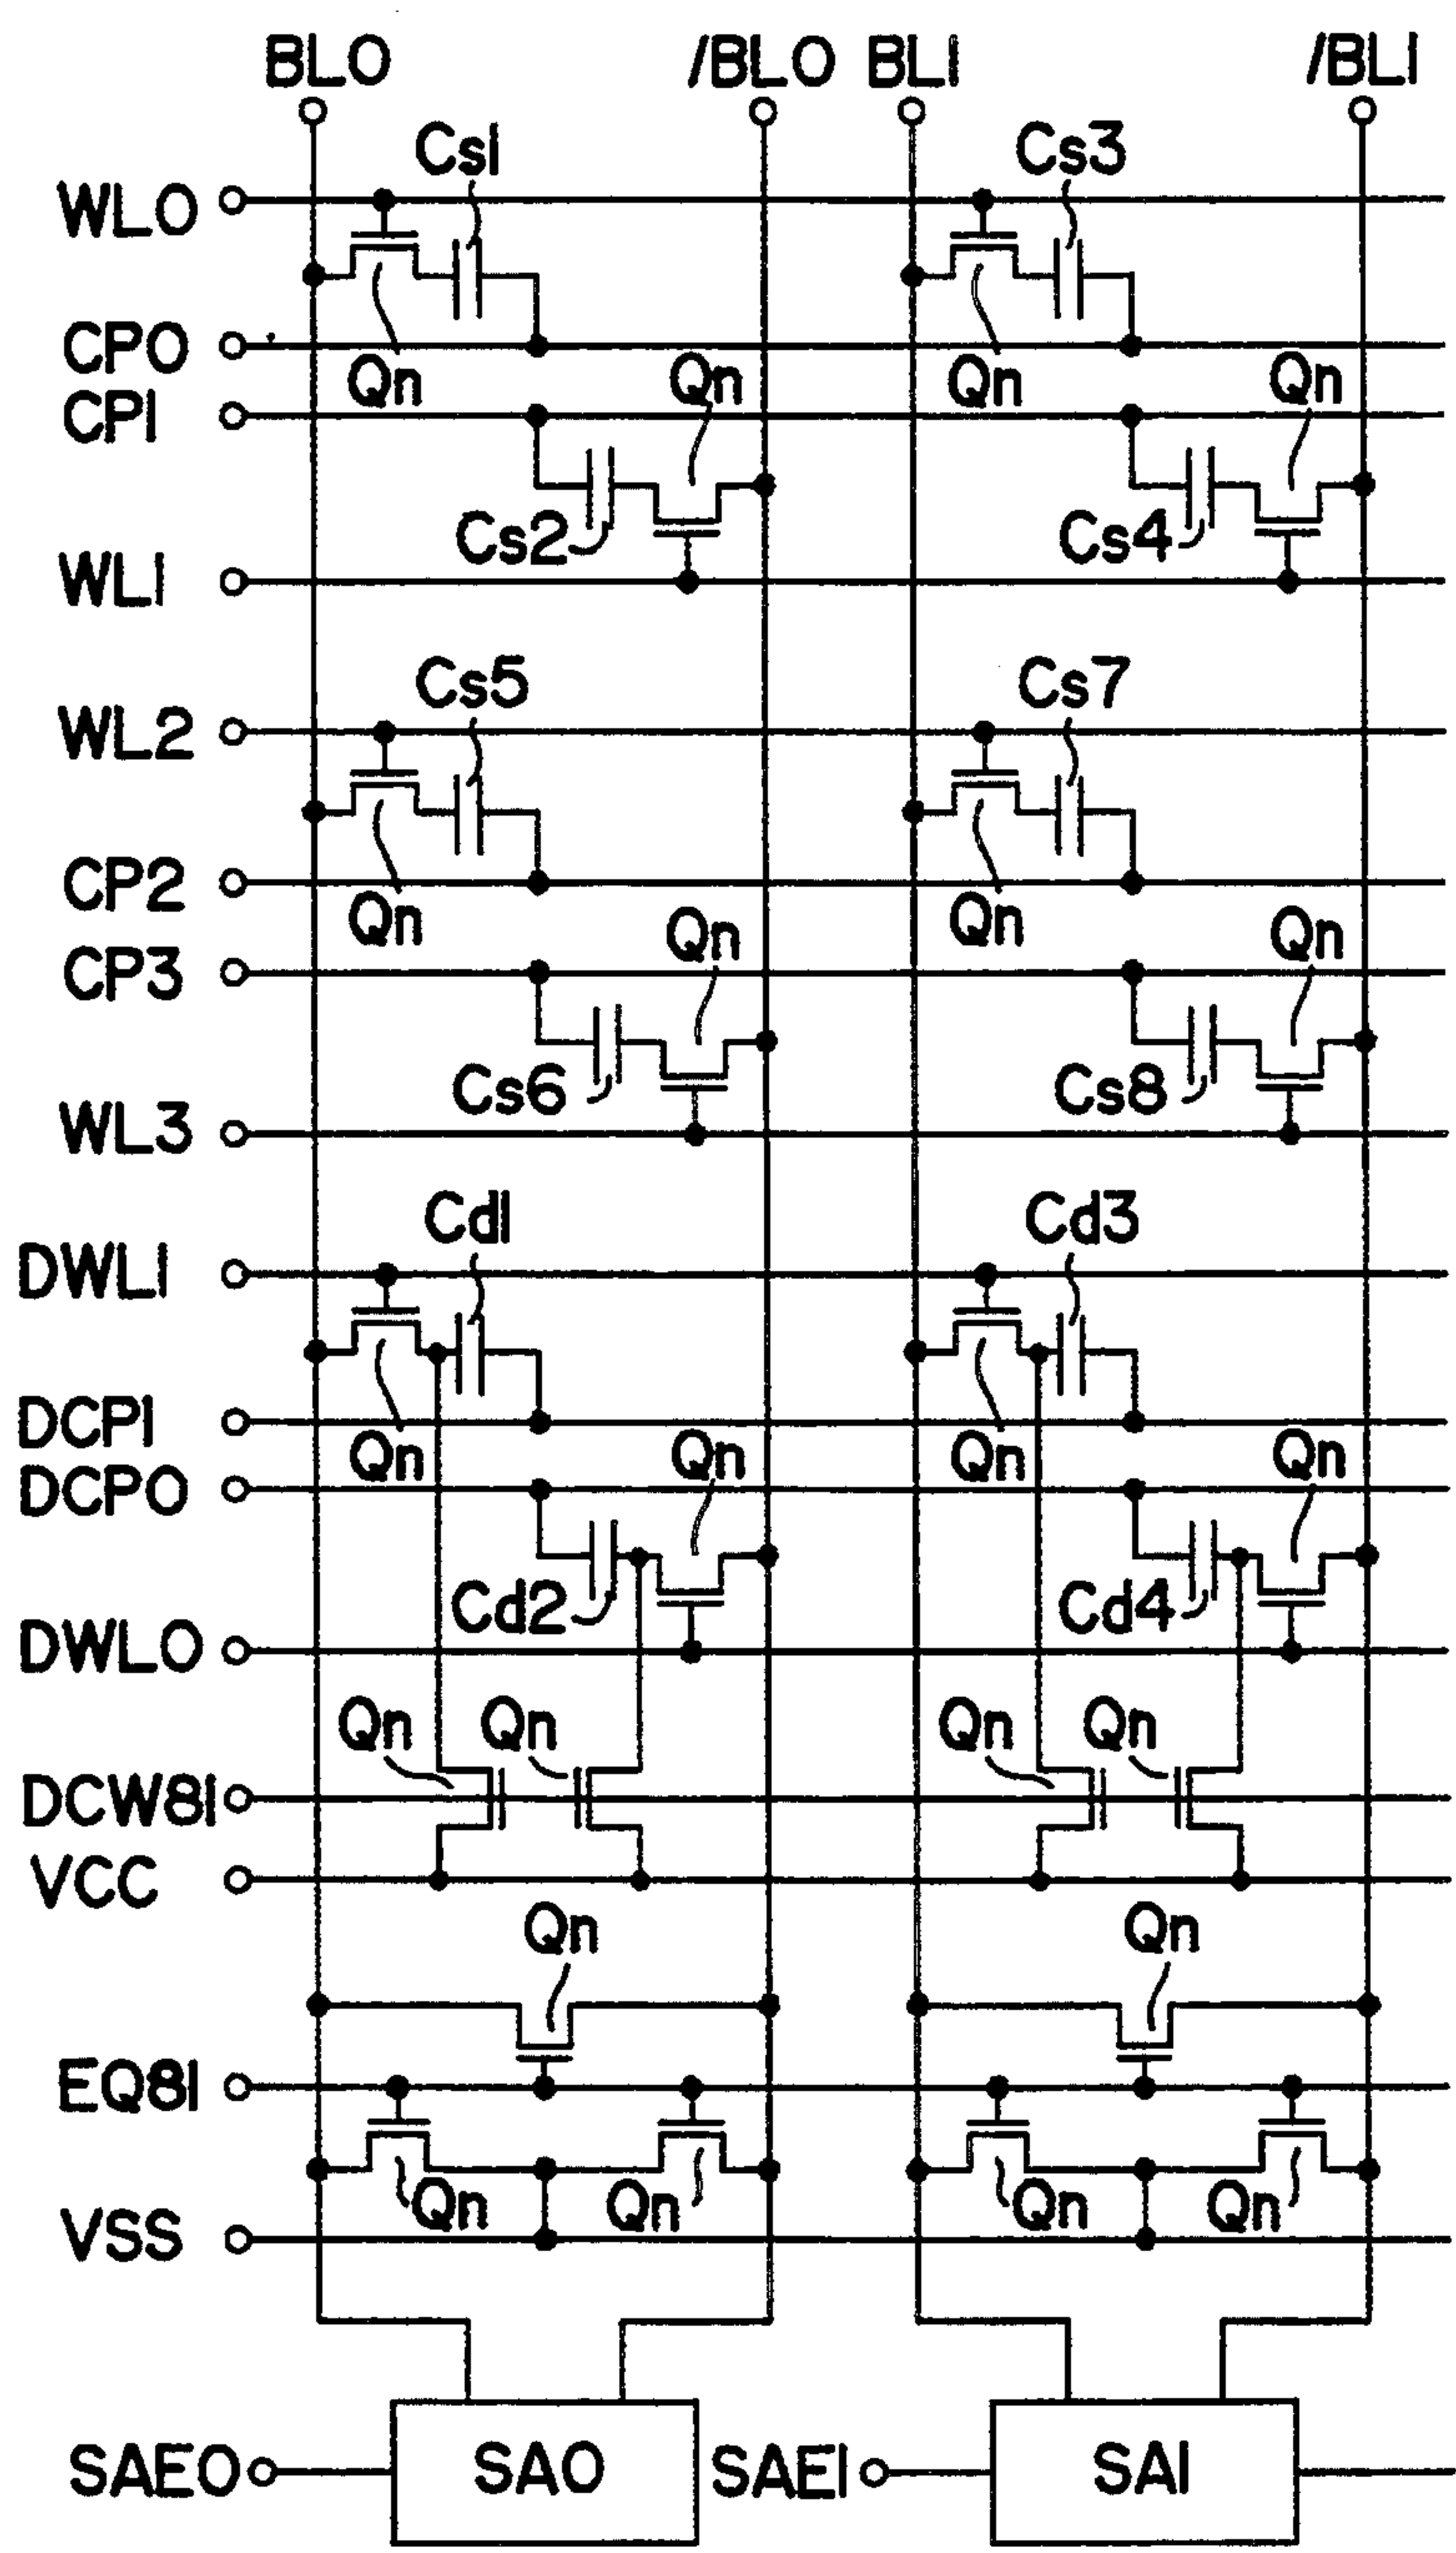 BL0 /BL0 BL1 /BL1
Cs1 Cs3
WL0
CP0
Qn Qn Qn Qn
CP1
Cs2 Cs4
WL1
Cs5 Cs7
WL2
CP2
Qn Qn Qn Qn
CP3
Cs6 Cs8
WL3
Cd1 Cd3
DWL1
DCP1
Qn Qn Qn Qn
DCP0
Cd2 Cd4
DWL0
Qn Qn Qn Qn
DCW81
VCC
Qn Qn
EQ81
Qn Qn Qn Qn
VSS
SAE0 SA0 SAE1 SA1